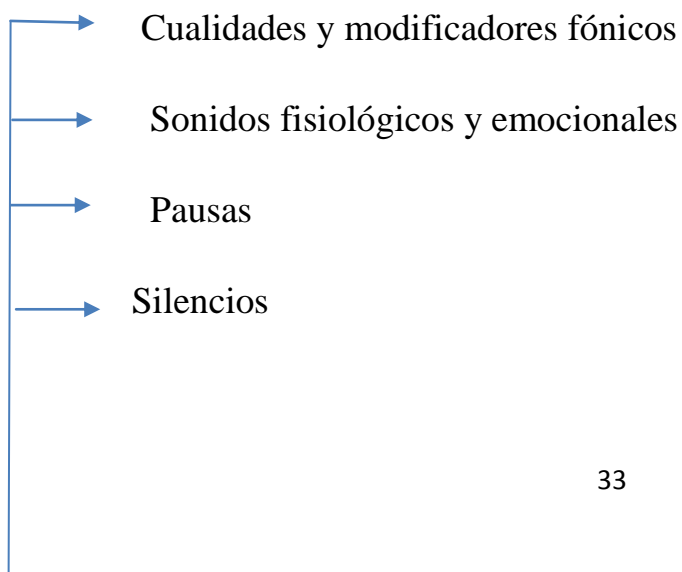 Cualidades y modificadores fónicos
Sonidos fisiológicos y emocionales
Pausas
Silencios
33